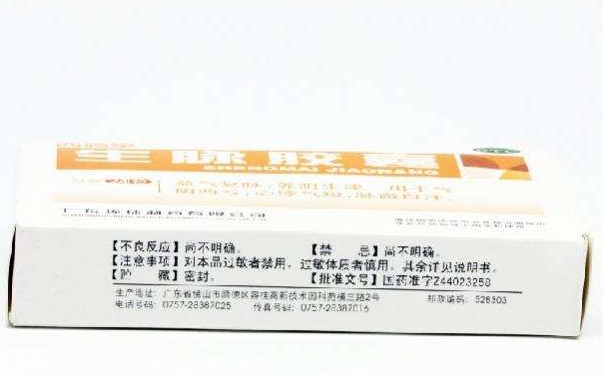 生脉胶囊
SHENGMAI JIAONANG
益气复脉,养阴生津。用于气
阴两亏,心悸气短,脉微自汗。
【不良反应】尚不明确。 【禁 忌】尚不明确。
【注意事项】对本品过敏者禁用,过敏体质者慎用。其余详见说明书。
【贮 藏】密封。 【批准文号】国药准字Z44023258
生产地址: 广东省佛山市顺德区容桂高新技术园科苑横三路2号 邮政编码: 528303
电话号码: 0757-28387025 传真号码: 0757-28387016